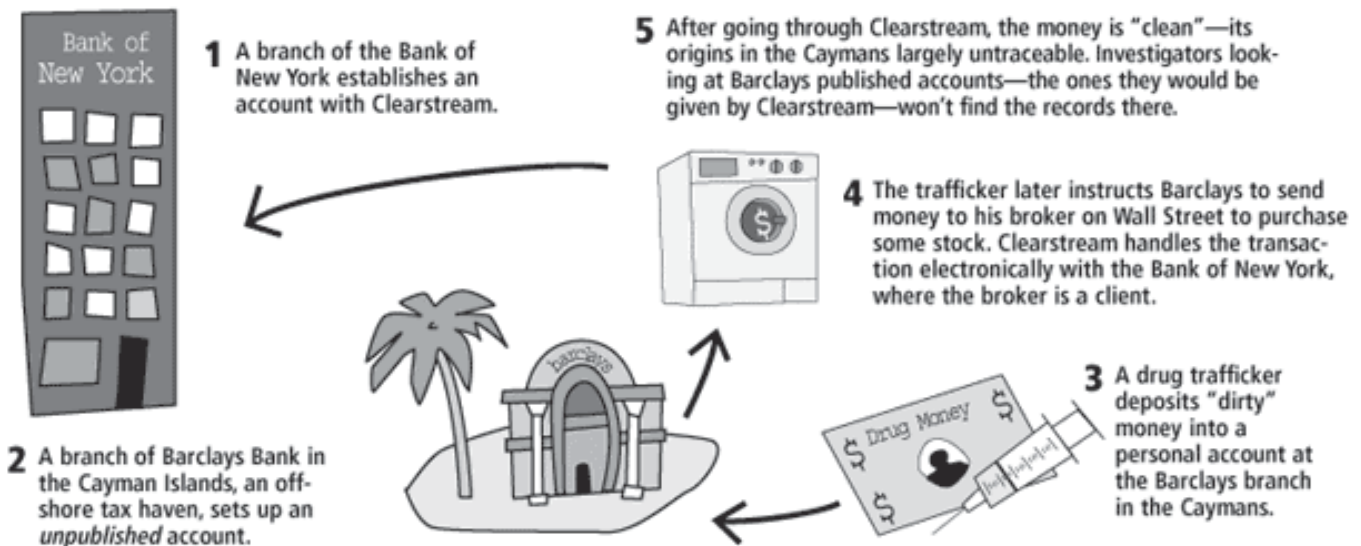 Bank of
New York
1 A branch of the Bank of
New York establishes an
account with Clearstream.
2 A branch of Barclays Bank in
the Cayman Islands, an off-
shore tax haven, sets up an
unpublished account.
barclays
3 A drug trafficker
deposits “dirty”
money into a
personal account at
the Barclays branch
in the Caymans.
$ Drug Money $
$
4 The trafficker later instructs Barclays to send
money to his broker on Wall Street to purchase
some stock. Clearstream handles the transac-
tion electronically with the Bank of New York,
where the broker is a client.
$
5 After going through Clearstream, the money is “clean”—its
origins in the Caymans largely untraceable. Investigators look-
ing at Barclays published accounts—the ones they would be
given by Clearstream—won’t find the records there.